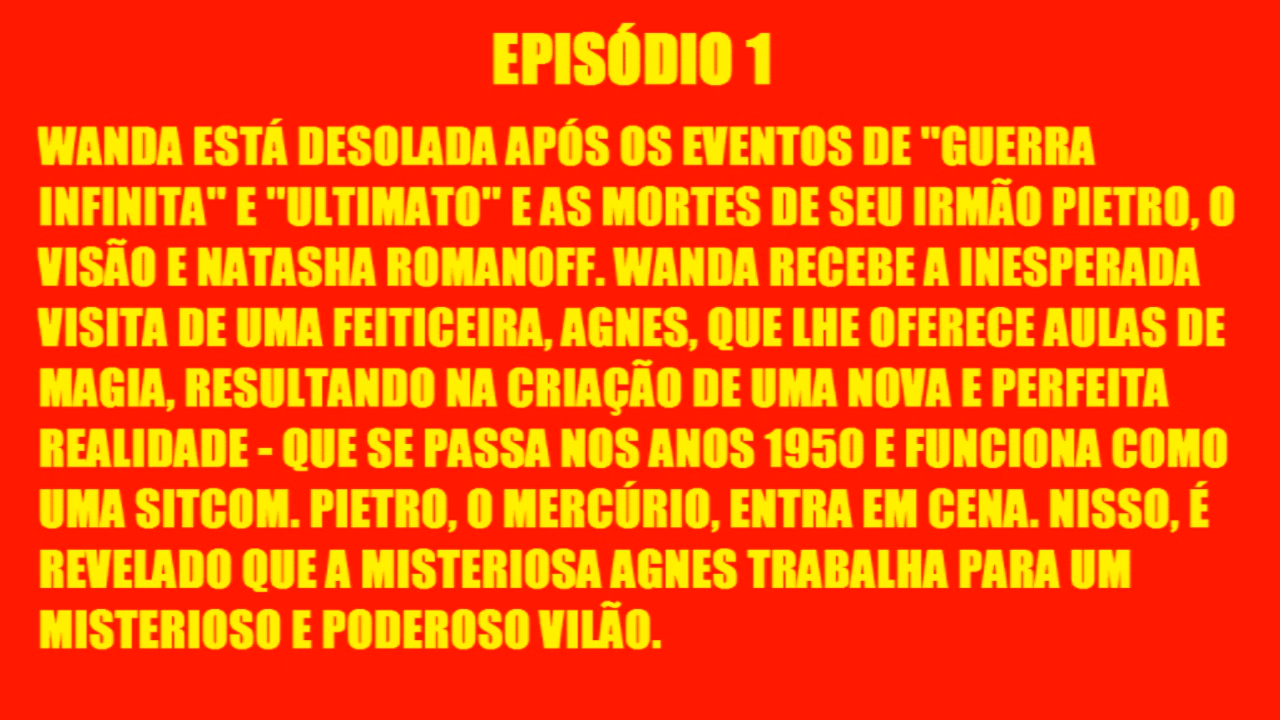 EPISÓDIO 1
WANDA ESTÁ DESOLADA APÓS OS EVENTOS DE "GUERRA
INFINITA" E "ULTIMATO" E AS MORTES DE SEU IRMÃO PIETRO, O
VISÃO E NATASHA ROMANOFF. WANDA RECEBE A INESPERADA
VISITA DE UMA FEITICEIRA, AGNES, QUE LHE OFERECE AULAS DE
MAGIA, RESULTANDO NA CRIAÇÃO DE UMA NOVA E PERFEITA
REALIDADE - QUE SE PASSA NOS ANOS 1950 E FUNCIONA COMO
UMA SITCOM. PIETRO, O MERCÚRIO, ENTRA EM CENA. NISSO, É
REVELADO QUE A MISTERIOSA AGNES TRABALHA PARA UM
MISTERIOSO E PODEROSO VILÃO.